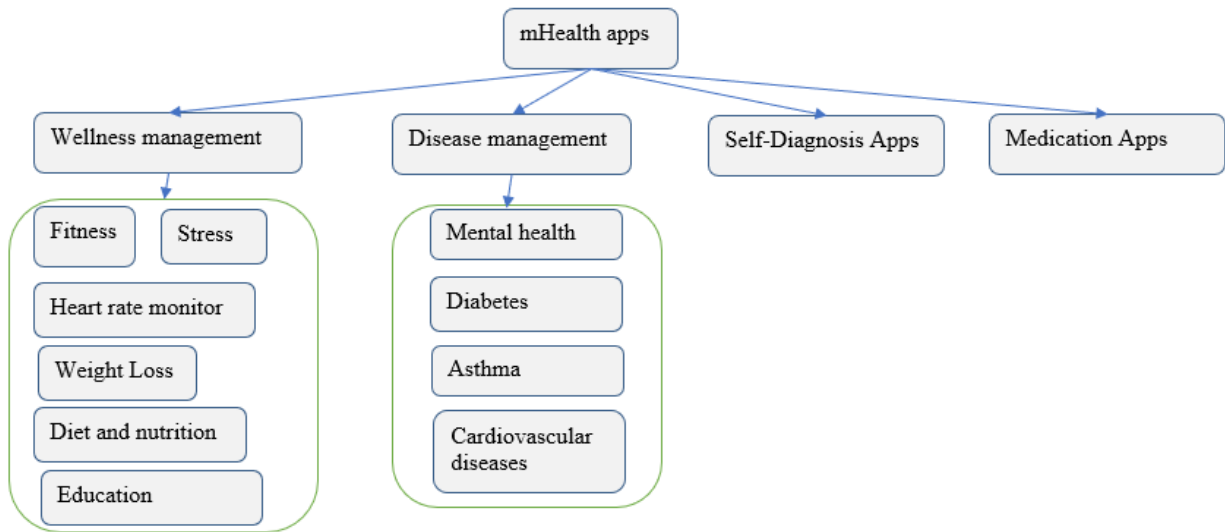 mHealth apps
Wellness management
Disease management
Self-Diagnosis Apps
Medication Apps
Fitness
Stress
Heart rate monitor
Weight Loss
Diet and nutrition
Education
Mental health
Diabetes
Asthma
Cardiovascular
diseases